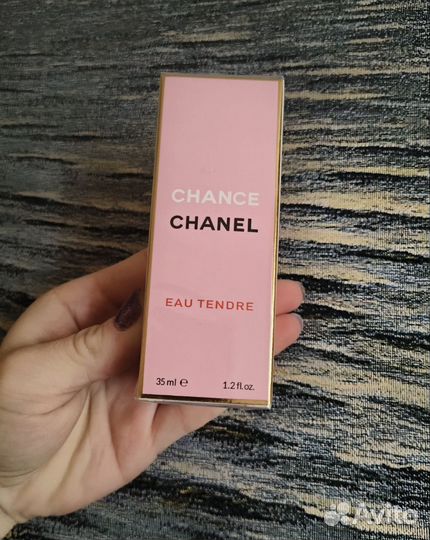 CHANCE
CHANEL
EAU TENDRE
35 ml ℮ 1.2 fl.oz.
Avito